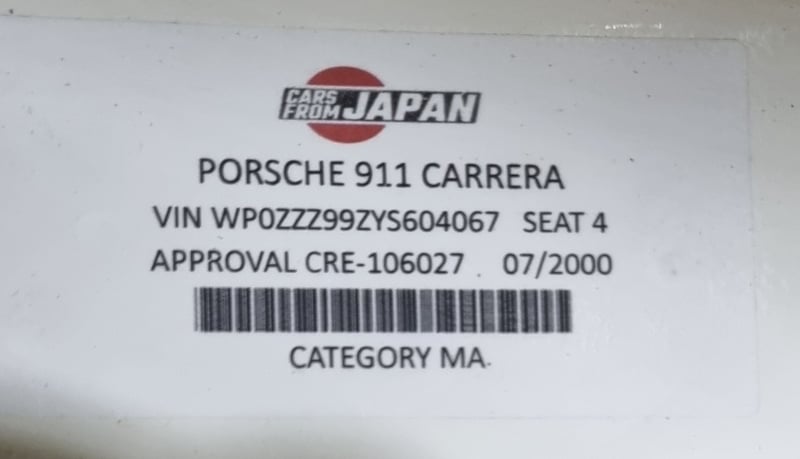 CARS FROM JAPAN
PORSCHE 911 CARRERA
VIN WP0ZZZ99ZYS604067 SEAT 4
APPROVAL CRE-106027 07/2000
CATEGORY MA.